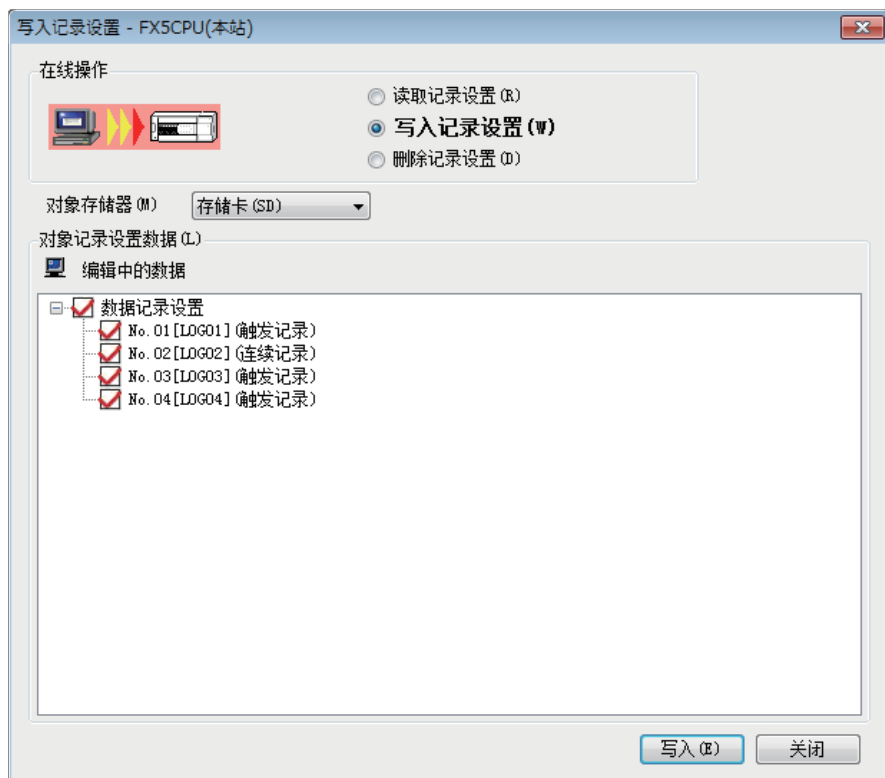 写入记录设置 - FX5CPU(本站)
在线操作
读取记录设置(R)
写入记录设置(W)
删除记录设置(D)
对象存储器(M) 存储卡(SD)
对象记录设置数据(L)
编辑中的数据
数据记录设置
No.01[LOG01](触发记录)
No.02[LOG02](连续记录)
No.03[LOG03](触发记录)
No.04[LOG04](触发记录)
写入(E) 关闭